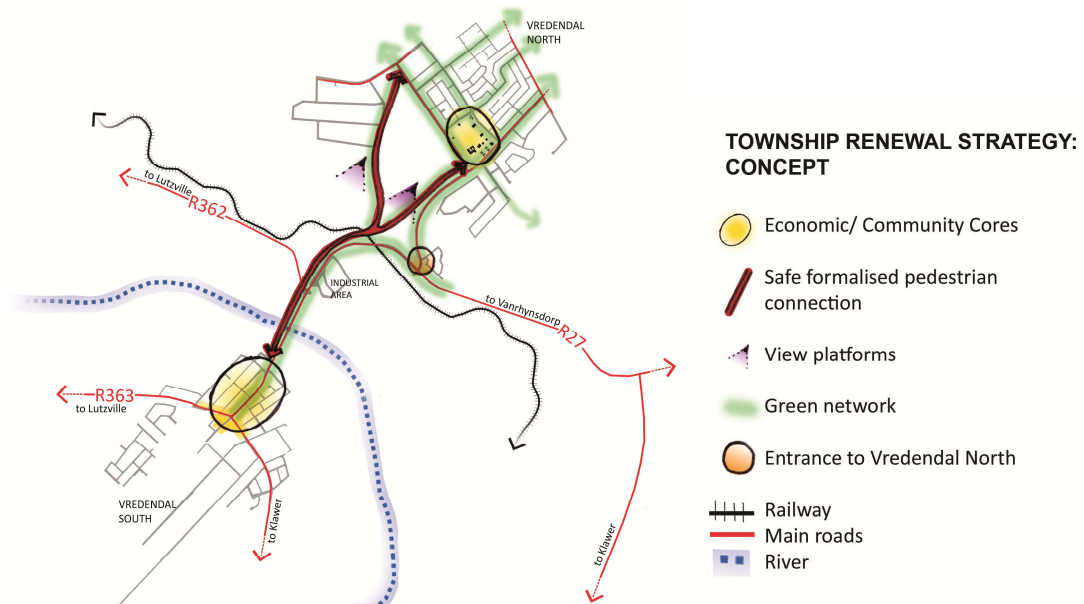 VREDENDAL
NORTH
to Lutzville
R362
INDUSTRIAL
AREA
to Vanrhynsdorp
R27
R363
to Lutzville
VREDENDAL
SOUTH
to Klawer
to Klawer
TOWNSHIP RENEWAL STRATEGY:
CONCEPT
Economic/ Community Cores
Safe formalised pedestrian
connection
View platforms
Green network
Entrance to Vredendal North
Railway
Main roads
River